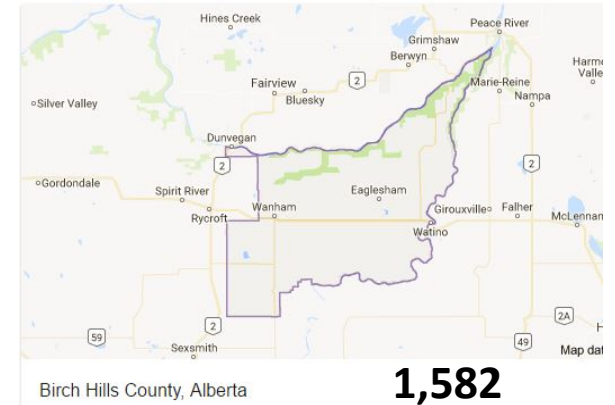 Hines Creek
Peace River
Grimshaw
Berwyn
Harmo
Valle
Fairview
2
Bluesky
Marie-Reine
Nampa
Silver Valley
Dunvegan
2
2
Gordondale
Spirit River
Eaglesham
Rycroft
Wanham
Girouxville
Falher
McLennan
Watino
2
2A
59
49
H
Sexsmith
Map dat
Birch Hills County, Alberta
1,582